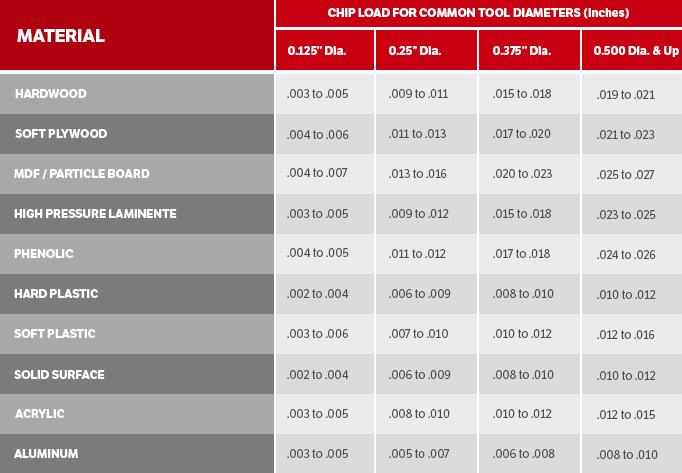 CHIP LOAD FOR COMMON TOOL DIAMETERS (Inches)
MATERIAL
0.125" Dia. 0.25" Dia. 0.375" Dia. 0.500 Dia. & Up
HARDWOOD .003 to .005 .009 to .011 .015 to .018 .019 to .021
SOFT PLYWOOD .004 to .006 .011 to .013 .017 to .020 .021 to .023
MDF / PARTICLE BOARD .004 to .007 .013 to .016 .020 to .023 .025 to .027
HIGH PRESSURE LAMINENTE .003 to .005 .009 to .012 .015 to .018 .023 to .025
PHENOLIC .004 to .005 .011 to .012 .017 to .018 .024 to .026
HARD PLASTIC .002 to .004 .006 to .009 .008 to .010 .010 to .012
SOFT PLASTIC .003 to .006 .007 to .010 .010 to .012 .012 to .016
SOLID SURFACE .002 to .004 .006 to .009 .008 to .010 .010 to .012
ACRYLIC .003 to .005 .008 to .010 .010 to .012 .012 to .015
ALUMINUM .003 to .005 .005 to .007 .006 to .008 .008 to .010